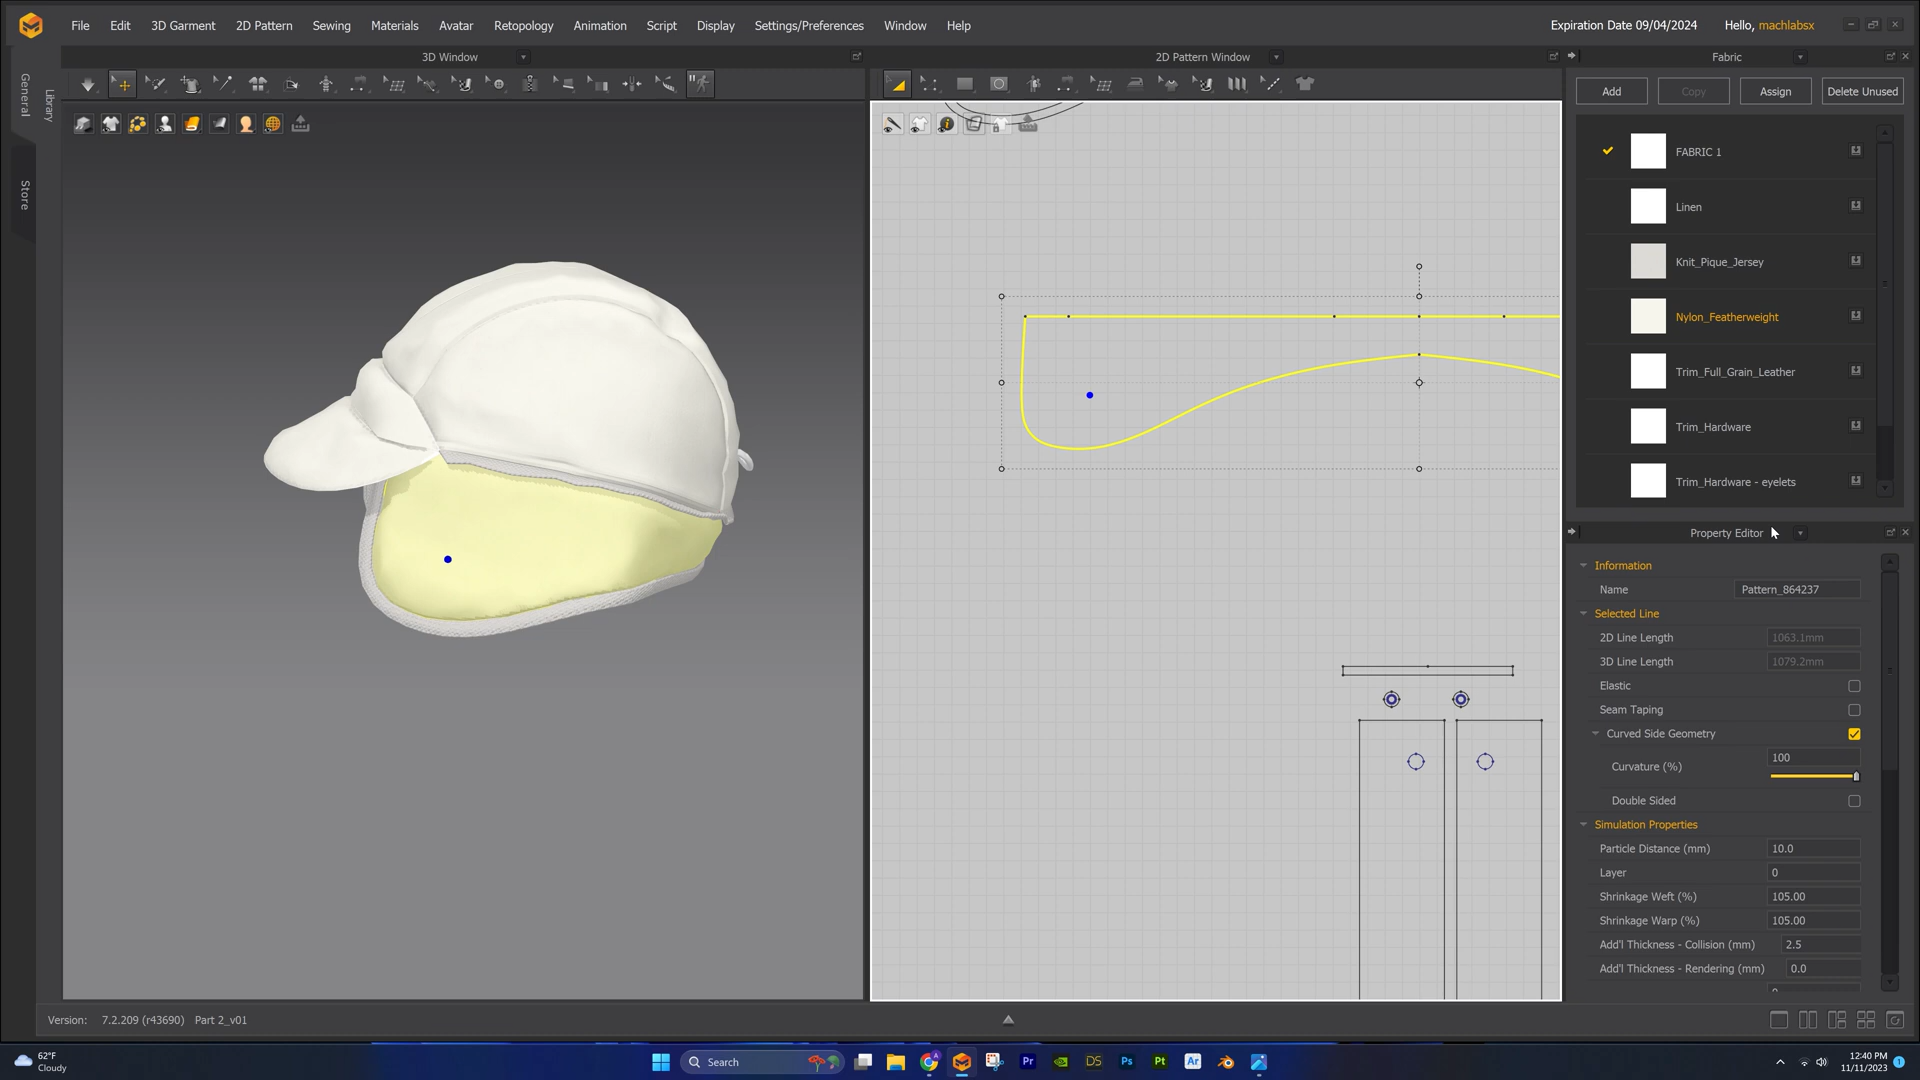 File Edit 3D Garment 2D Pattern Sewing Materials Avatar Retopology Animation Script Display Settings/Preferences Window Help
Expiration Date 09/04/2024 Hello, machlabsx
General
Library
Store
3D Window
2D Pattern Window
Fabric
Add Copy Assign Delete Unused
FABRIC 1
Linen
Knit_Pique_Jersey
Nylon_Featherweight
Trim_Full_Grain_Leather
Trim_Hardware
Trim_Hardware - eyelets
Property Editor
Information
Name Pattern_864237
Selected Line
2D Line Length 1063.1mm
3D Line Length 1079.2mm
Elastic
Seam Taping
Curved Side Geometry
Curvature (%) 100
Double Sided
Simulation Properties
Particle Distance (mm) 10.0
Layer 0
Shrinkage Weft (%) 105.00
Shrinkage Warp (%) 105.00
Add'l Thickness - Collision (mm) 2.5
Add'l Thickness - Rendering (mm) 0.0
Version: 7.2.209 (r43690) Part 2_v01
62°F
Cloudy
Search
Pr DS Ps Pt Ar
12:40 PM
11/11/2023
1